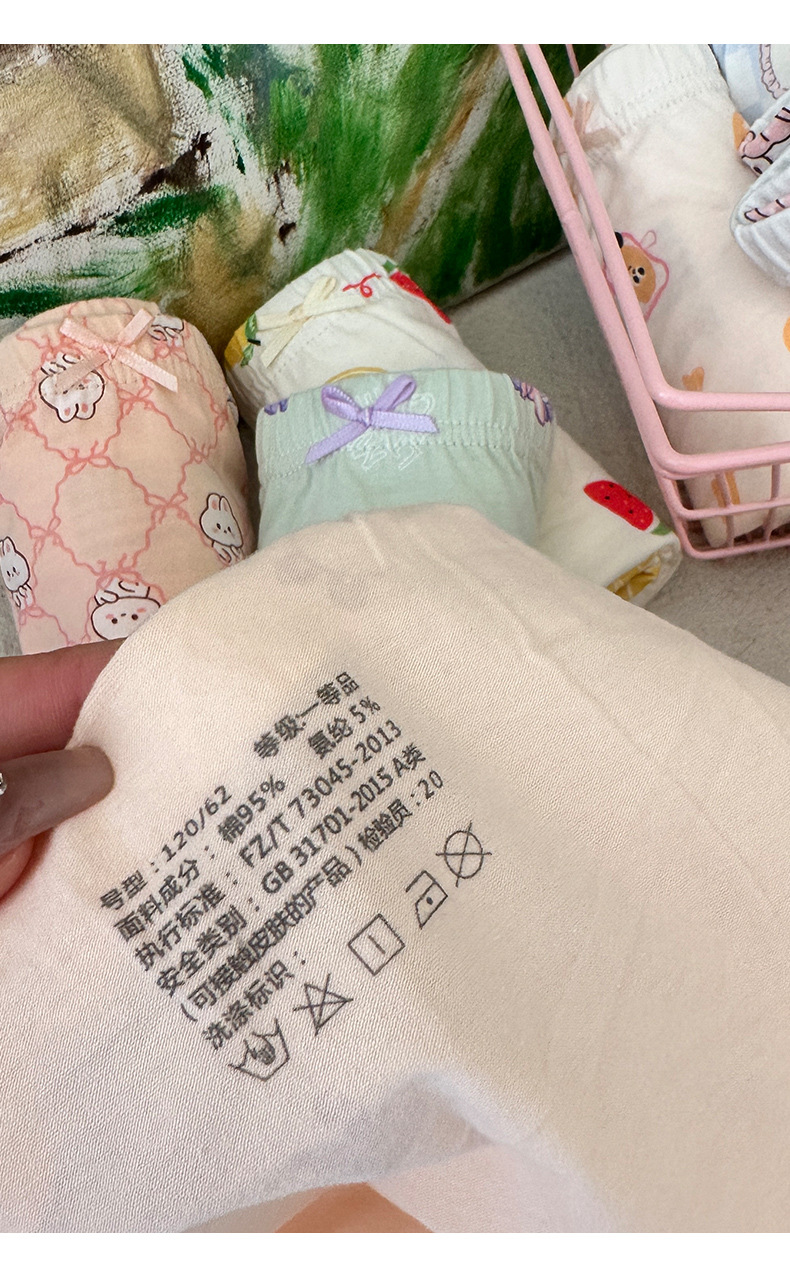 号型：120/62 等级:一等品
面料成分： 棉95% 氨纶 5%
执行标准： FZ/T 73045-2013
安全类别： GB 31701-2015 A类
(可接触皮肤的产品) 检验员：20
洗涤标识：